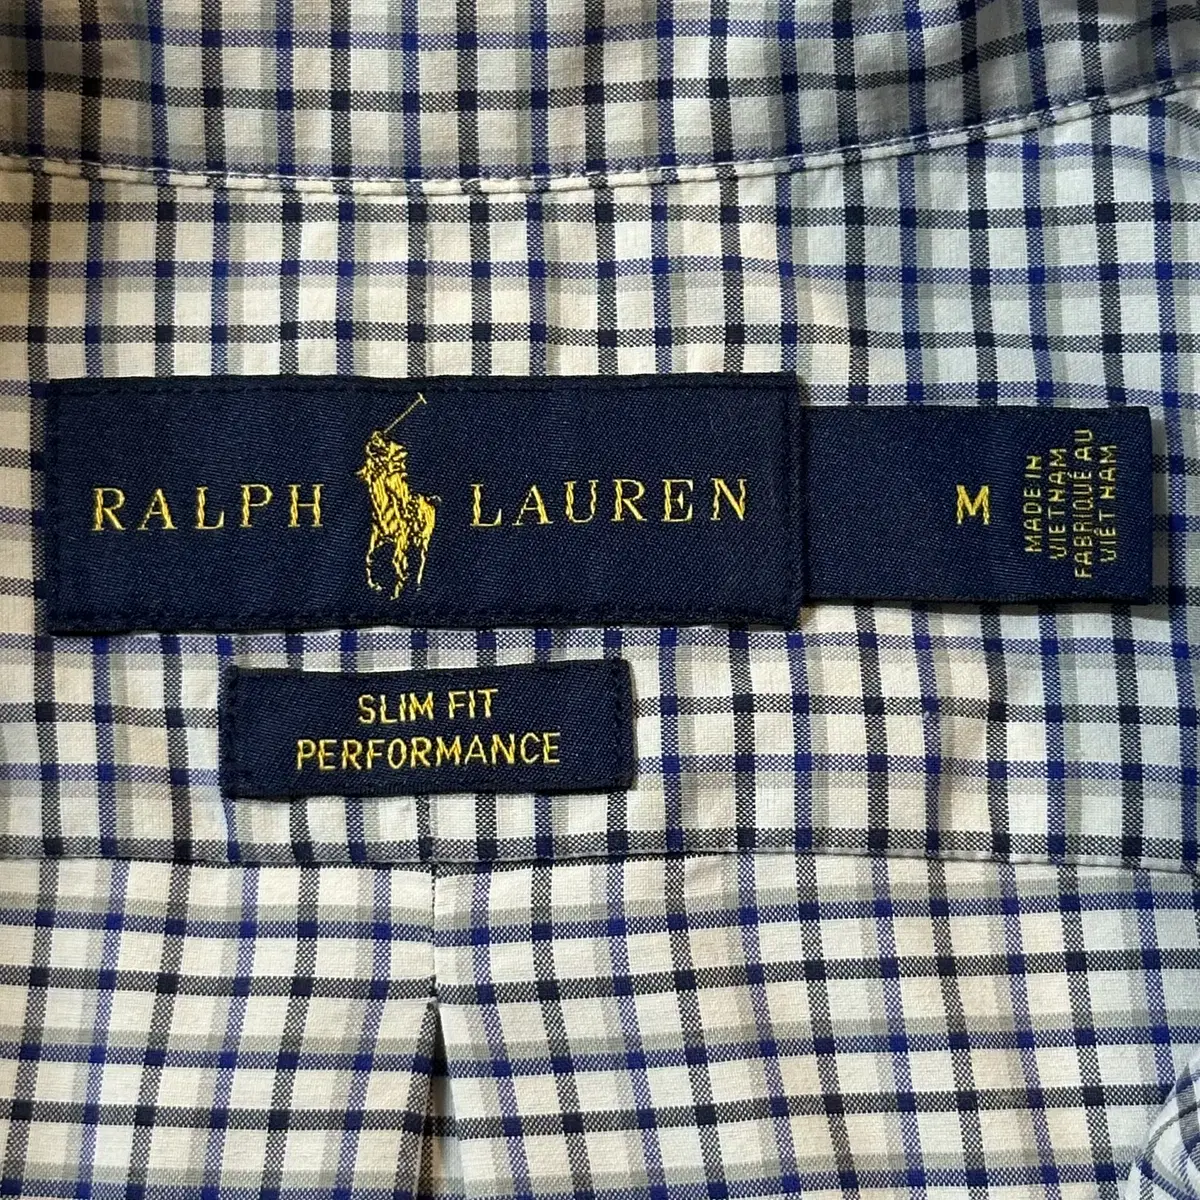 RALPH LAUREN
M
MADE IN
VIETNAM
FABRIQUÉ AU
VIÊT NAM
SLIM FIT
PERFORMANCE